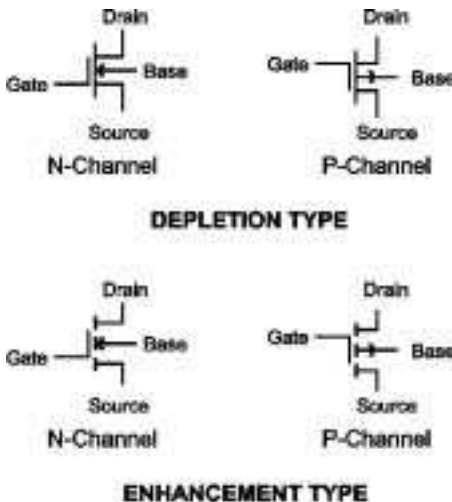 Drain Drain
Gate Base Gate Base
Source Source
N-Channel P-Channel
DEPLETION TYPE
Drain Drain
Gate Base Gate Base
Source Source
N-Channel P-Channel
ENHANCEMENT TYPE